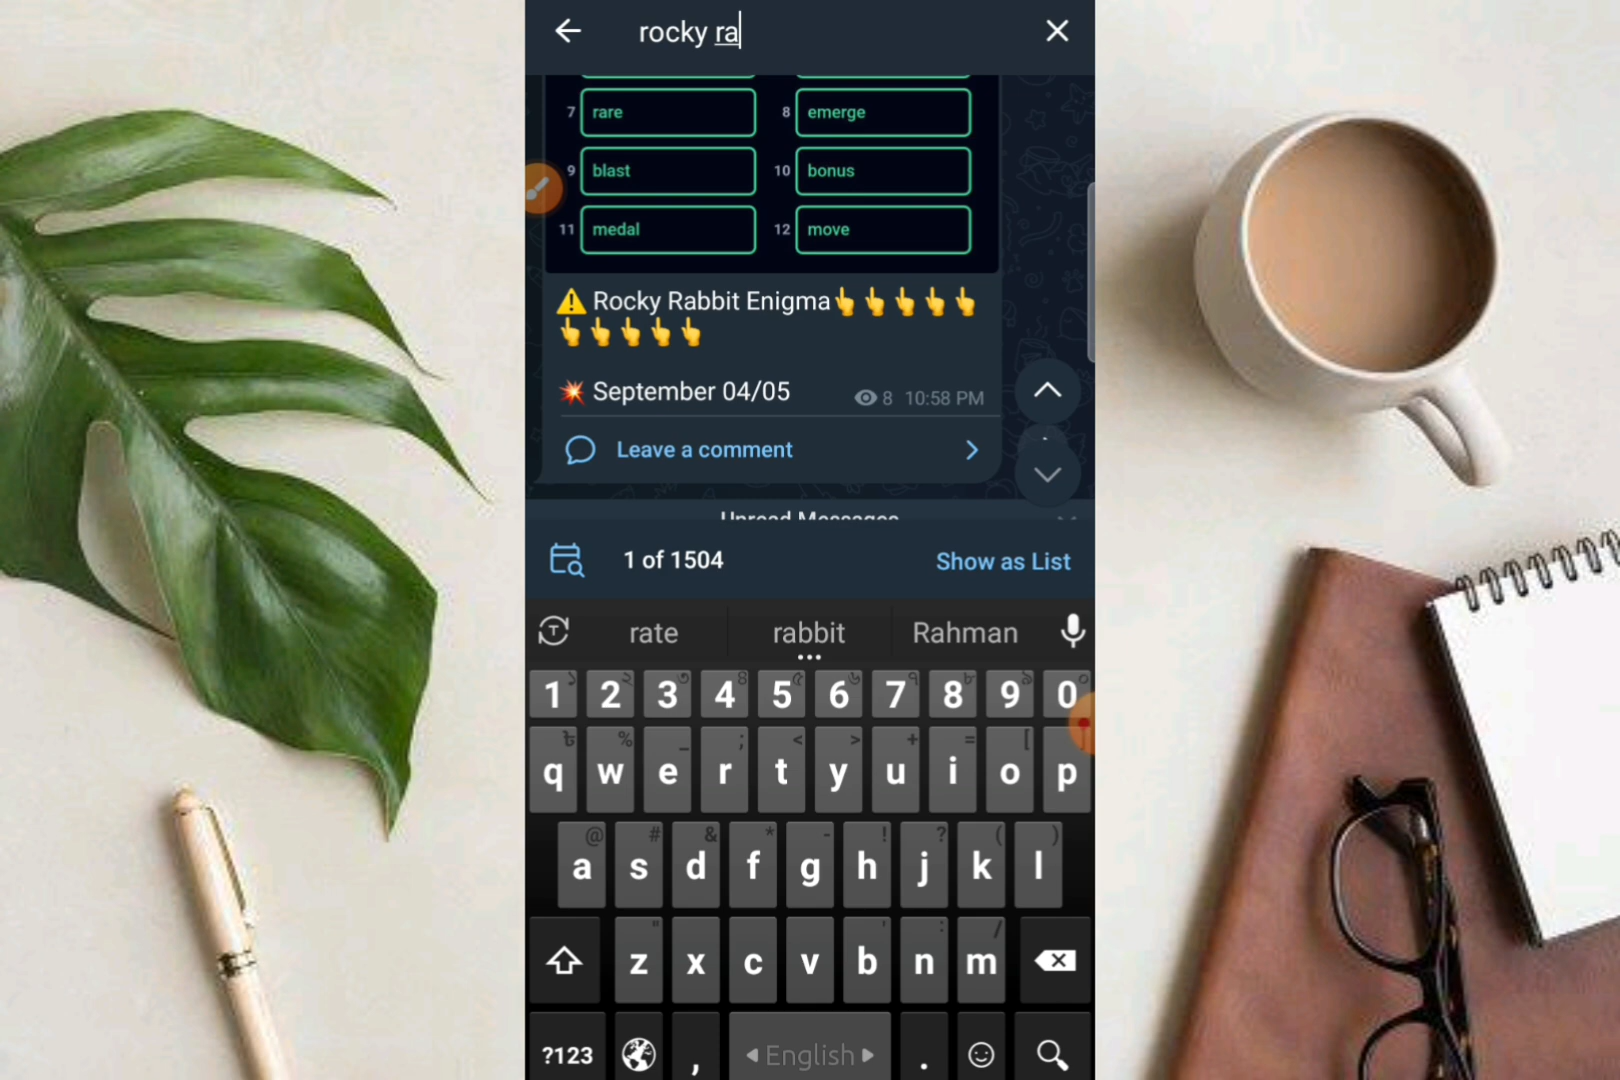 rocky ra
7 rare 8 emerge
9 blast 10 bonus
11 medal 12 move
⚠️ Rocky Rabbit Enigma👆👆👆👆👆
👆👆👆👆👆
💥 September 04/05 8 10:58 PM
Leave a comment
Unread Messages
1 of 1504 Show as List
rate rabbit Rahman
1 2 3 4 5 6 7 8 9 0
% _ ; < > + = [
q w e r t y u i o p
@ # & * - ! ? ( )
a s d f g h j k l
" ' : /
z x c v b n m
?123 , English .